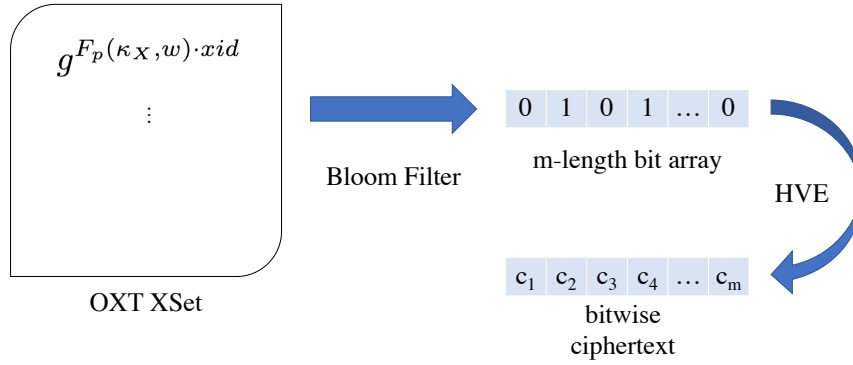 g^{F_p(κ_X,w)·xid}
⋮
OXT XSet
Bloom Filter
0 1 0 1 … 0
m-length bit array
HVE
c₁ c₂ c₃ c₄ … cₘ
bitwise
ciphertext